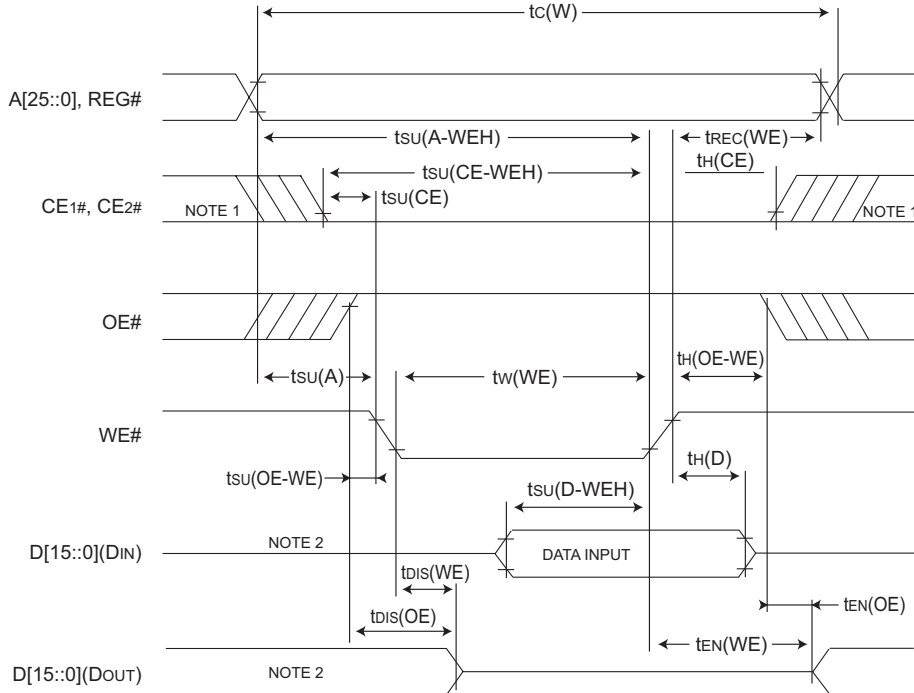 tC(W)
A[25::0], REG#
tSU(A-WEH)
tREC(WE)
tSU(CE-WEH)
tH(CE)
tSU(CE)
CE1#, CE2#
NOTE 1
NOTE 1
OE#
tSU(A)
tW(WE)
tH(OE-WE)
WE#
tSU(OE-WE)
tH(D)
tSU(D-WEH)
D[15::0](DIN)
NOTE 2
DATA INPUT
tDIS(WE)
tDIS(OE)
tEN(OE)
tEN(WE)
D[15::0](DOUT)
NOTE 2